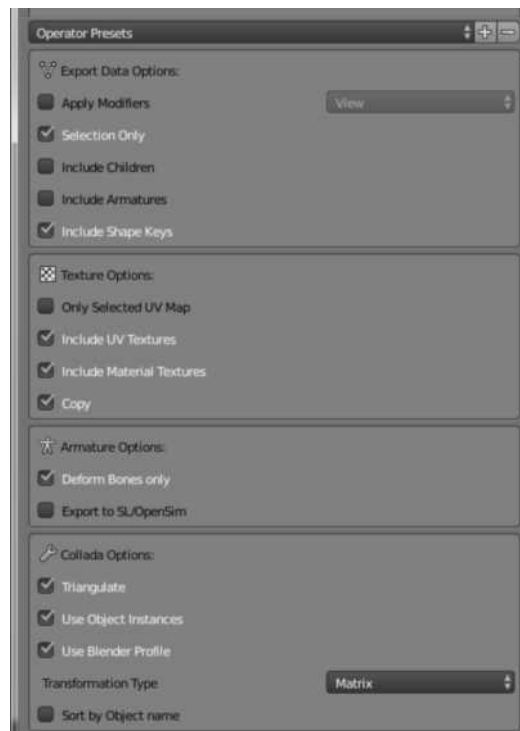 Operator Presets
Export Data Options:
Apply Modifiers View
Selection Only
Include Children
Include Armatures
Include Shape Keys
Texture Options:
Only Selected UV Map
Include UV Textures
Include Material Textures
Copy
Armature Options:
Deform Bones only
Export to SL/OpenSim
Collada Options:
Triangulate
Use Object Instances
Use Blender Profile
Transformation Type Matrix
Sort by Object name